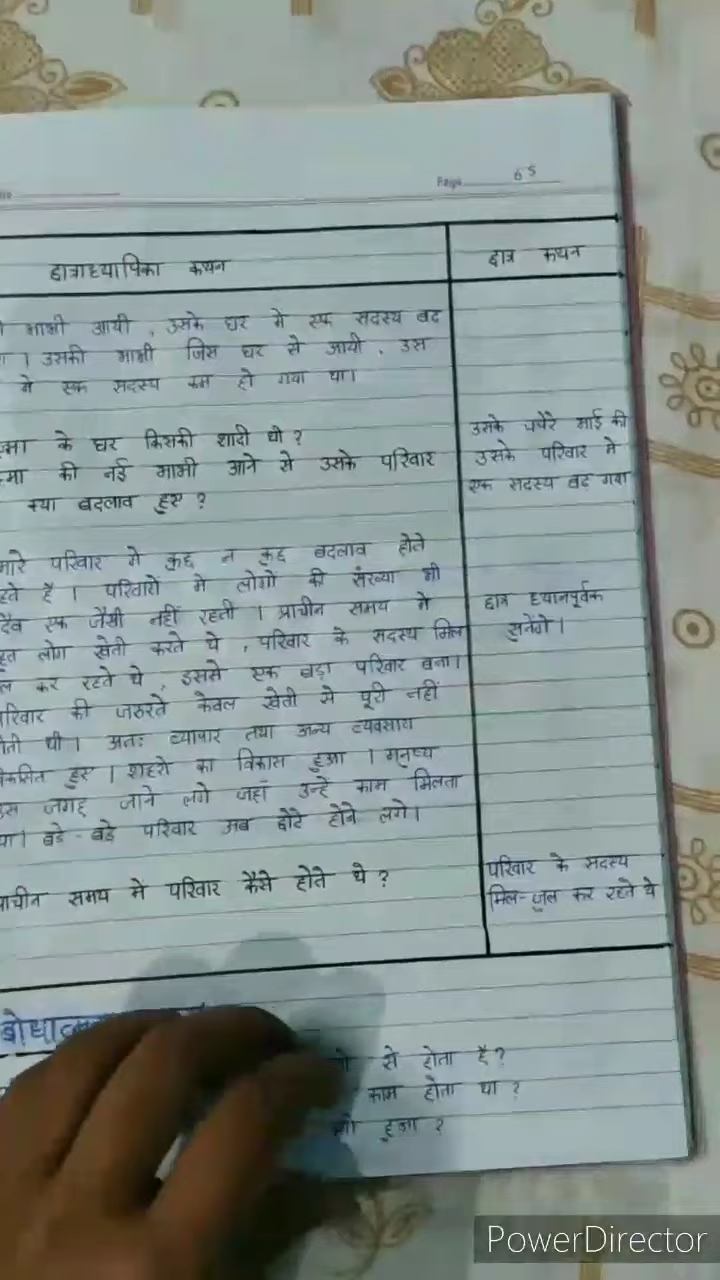 Page 65
छात्राध्यापिका कथन
छात्र कथन
भाभी आयी , उसके घर मे एक सदस्य बढ
। उसकी भाभी जिस घर से आयी , उस
मे एक सदस्य कम हो गया था।
के घर किसकी शादी थी ?
की नई भाभी आने से उसके परिवार
क्या बदलाव हुए ?
उसके चचेरे भाई की
उसके परिवार मे
एक सदस्य बढ गया
परिवार मे कुछ न कुछ बदलाव होते
है । परिवारो मे लोगो की संख्या भी
एक जैसी नहीं रहती । प्राचीन समय मे
लोग खेती करते थे , परिवार के सदस्य मिल
कर रहते थे , इससे एक बडा परिवार बना।
की जरुरते केवल खेती से पूरी नहीं
थी । अतः व्यापार तथा अन्य व्यवसाय
हुए । शहरो का विकास हुआ । मनुष्य
जगह जाने लगे जहाँ उन्हे काम मिलता
बडे - बडे परिवार अब छोटे होने लगे।
छात्र ध्यानपूर्वक
सुनेंगे ।
समय मे परिवार कैसे होते थे ?
परिवार के सदस्य
मिल-जुल कर रहते थे
से होता है ?
काम होता था ?
हुआ ?
PowerDirector